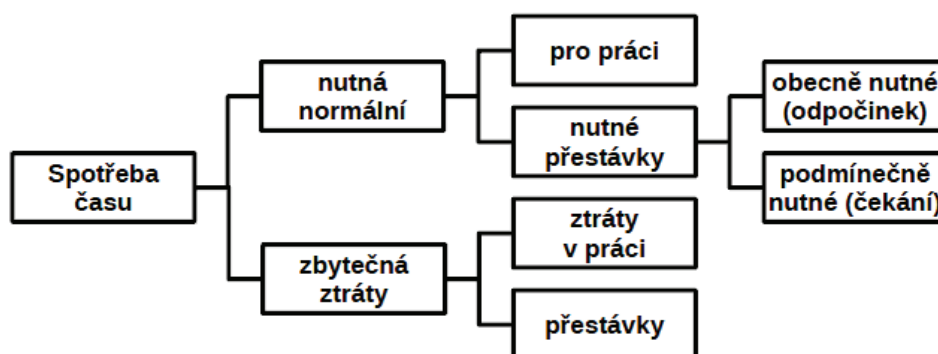 Spotřeba
času
nutná
normální
pro práci
nutné
přestávky
obecně nutné
(odpočinek)
podmínečně
nutné (čekání)
zbytečná
ztráty
ztráty
v práci
přestávky